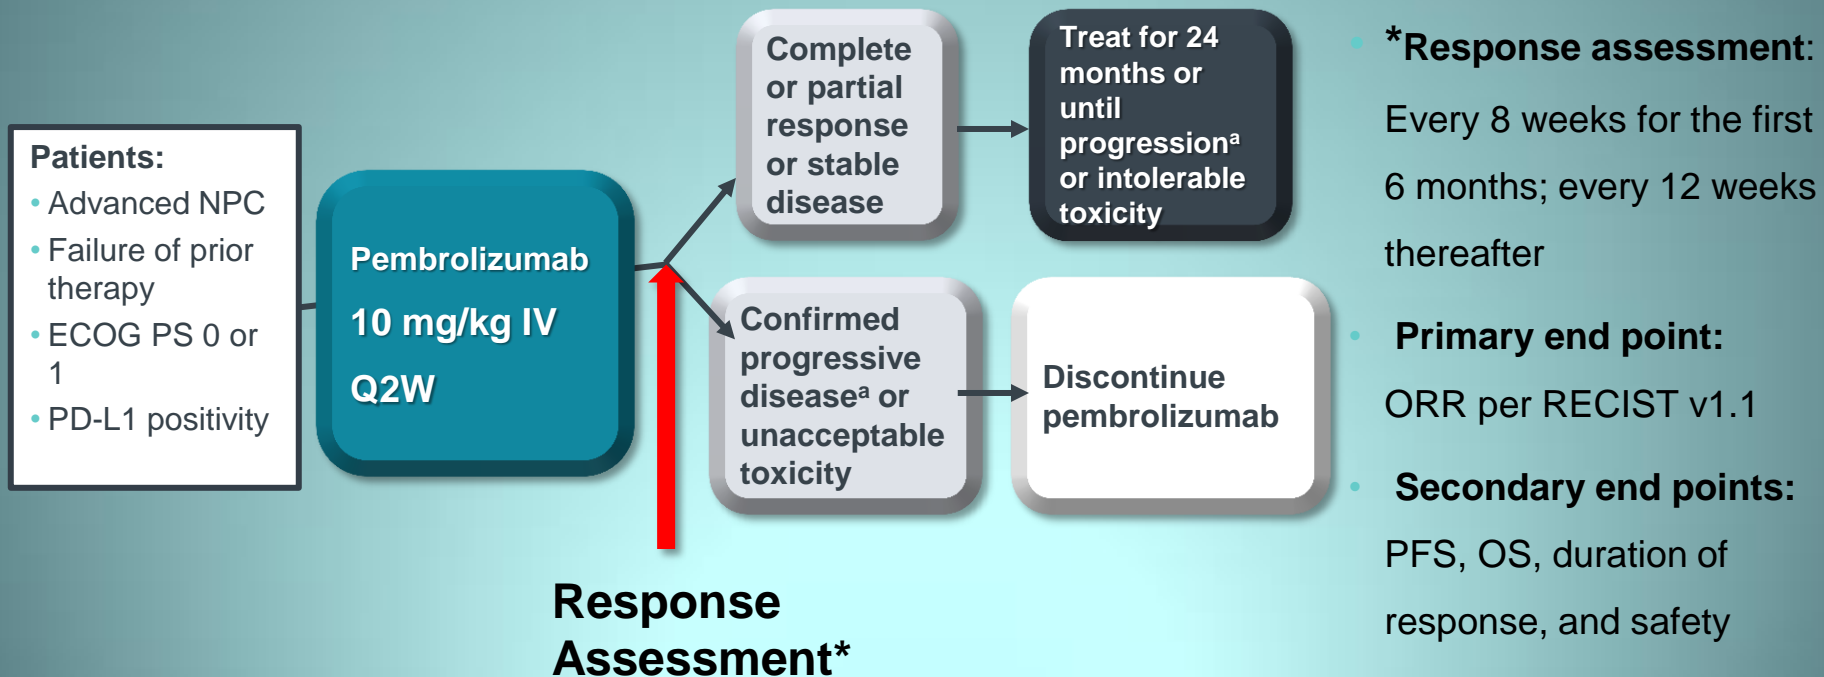 Patients:
• Advanced NPC
• Failure of prior
therapy
• ECOG PS 0 or
1
• PD-L1 positivity
Pembrolizumab
10 mg/kg IV
Q2W
Complete
or partial
response
or stable
disease
Treat for 24
months or
until
progressionᵃ
or intolerable
toxicity
Confirmed
progressive
diseaseᵃ or
unacceptable
toxicity
Discontinue
pembrolizumab
Response
Assessment*
• *Response assessment:
Every 8 weeks for the first
6 months; every 12 weeks
thereafter
• Primary end point:
ORR per RECIST v1.1
• Secondary end points:
PFS, OS, duration of
response, and safety